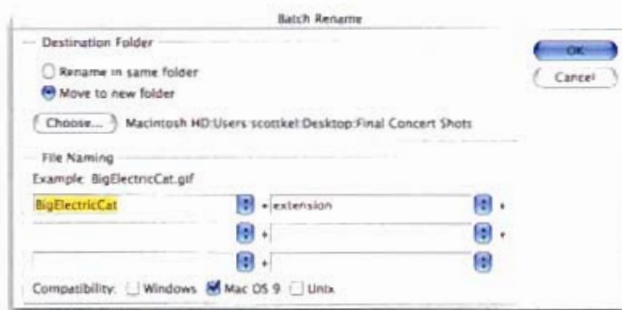 Batch Rename
Destination Folder
Rename in same folder
OK
Move to new folder
Cancel
Choose... Macintosh HD:Users:scottkel:Desktop:Final Concert Shots
File Naming
Example: BigElectricCat.gif
BigElectricCat + extension +
+ +
+
Compatibility: Windows Mac OS 9 Unix